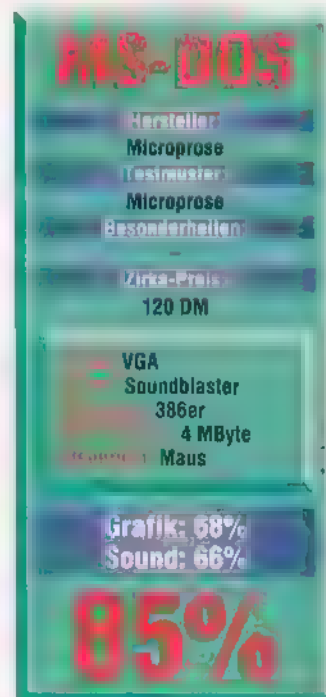 MS-DOS
Hersteller:
Microprose
Testmuster:
Microprose
Besonderheiten:
–
Zirka-Preis:
120 DM
VGA
Soundblaster
386er
4 MByte
Maus
Grafik: 68%
Sound: 66%
85%